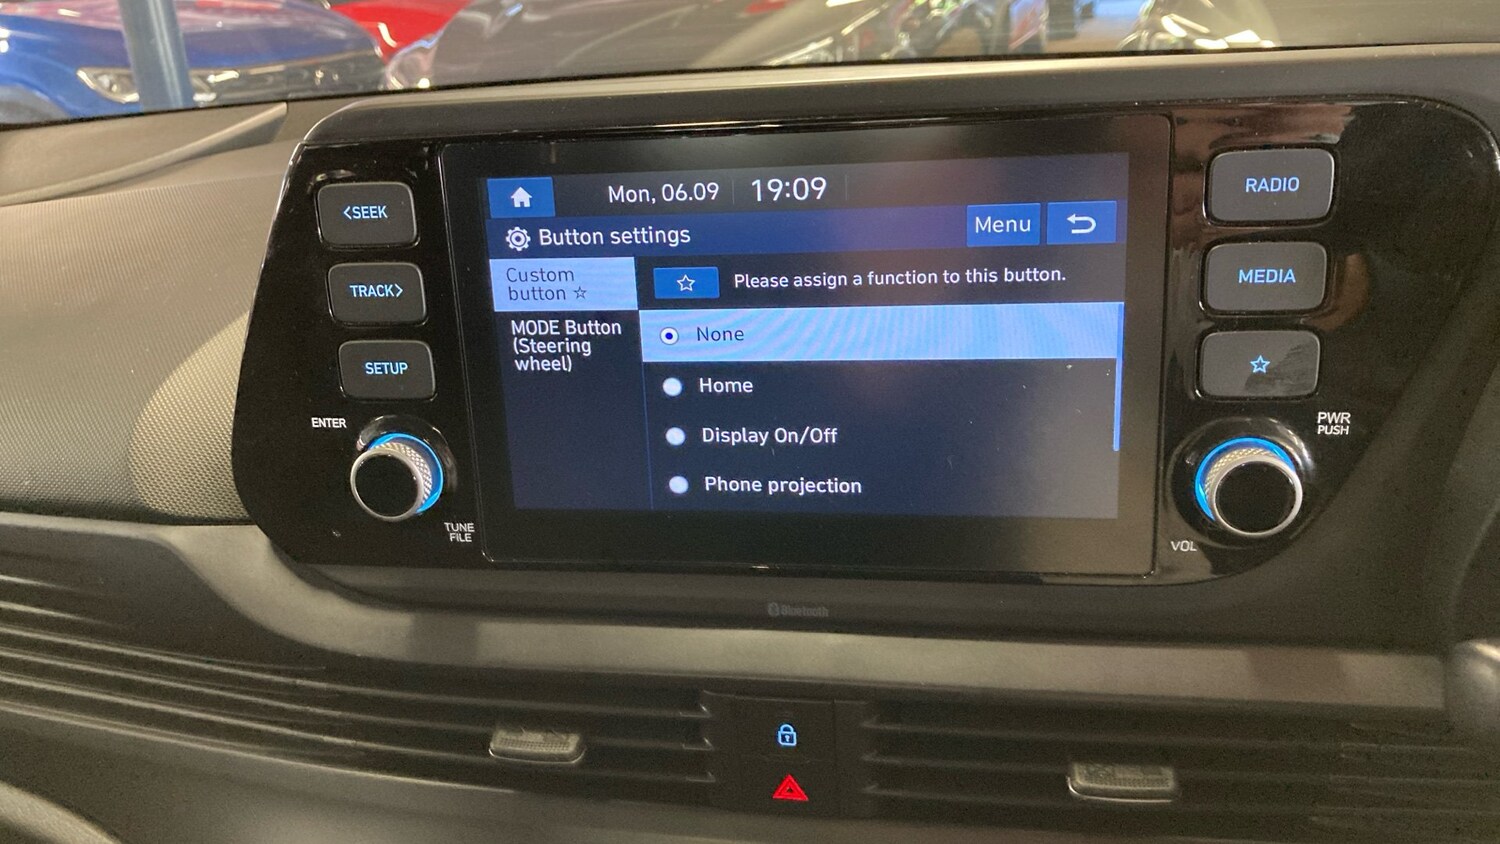 <SEEK
TRACK>
SETUP
ENTER
TUNE
FILE
Mon, 06.09
19:09
Button settings
Menu
Custom
button ☆
MODE Button
(Steering
wheel)
☆
Please assign a function to this button.
None
Home
Display On/Off
Phone projection
RADIO
MEDIA
☆
PWR
PUSH
VOL
Bluetooth